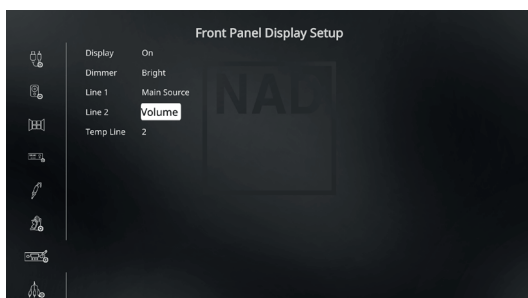 Front Panel Display Setup
Display On
Dimmer Bright
Line 1 Main Source
Line 2 Volume
Temp Line 2
NAD